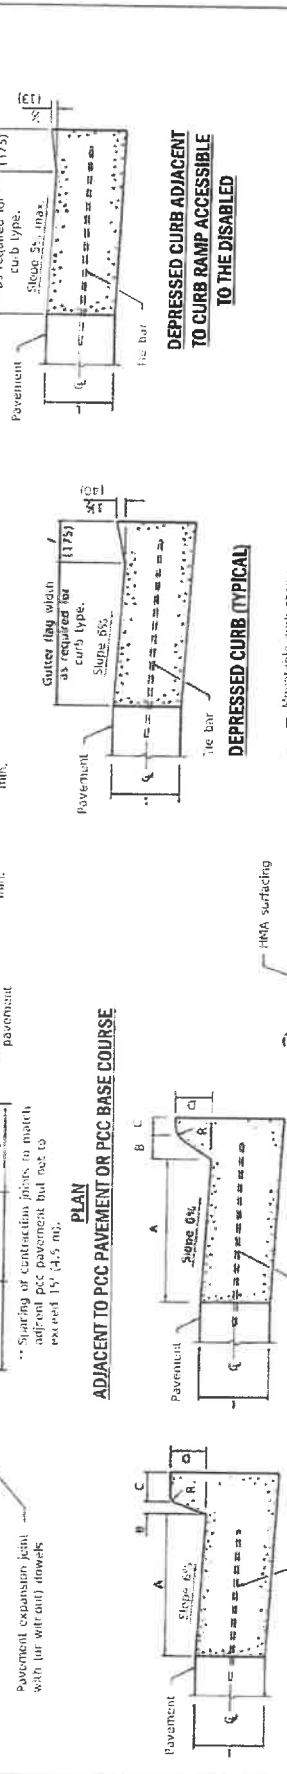 Pavement expansion joint
with (or without) dowels
** Spacing of contraction joints to match
adjcent pcc pavement but not to
exceed 15' (4.5 m).
pavement
min.
min.
PLAN
ADJACENT TO PCC PAVEMENT OR PCC BASE COURSE
Pavement
A
B
C
D
R
Slope 6%
℄
Pavement
A
B
C
D
R
Slope 6%
℄
HMA surfacing
Pavement
Gutter flag width
as required for
curb type.
Slope 6%
(175)
(40)
℄
Tie bar
DEPRESSED CURB (TYPICAL)
Pavement
as required for
curb type.
Slope 5% max.
(175)
(13)
℄
Tie bar
DEPRESSED CURB ADJACENT
TO CURB RAMP ACCESSIBLE
TO THE DISABLED